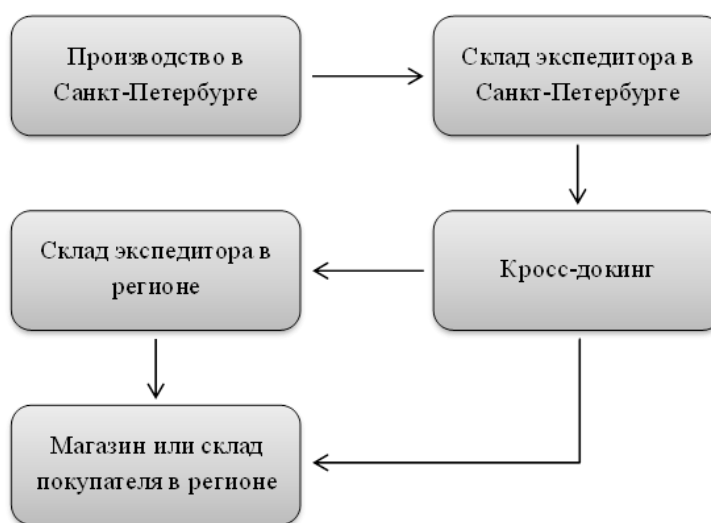 Производство в
Санкт-Петербурге
Склад экспедитора в
Санкт-Петербурге
Склад экспедитора в
регионе
Кросс-докинг
Магазин или склад
покупателя в регионе